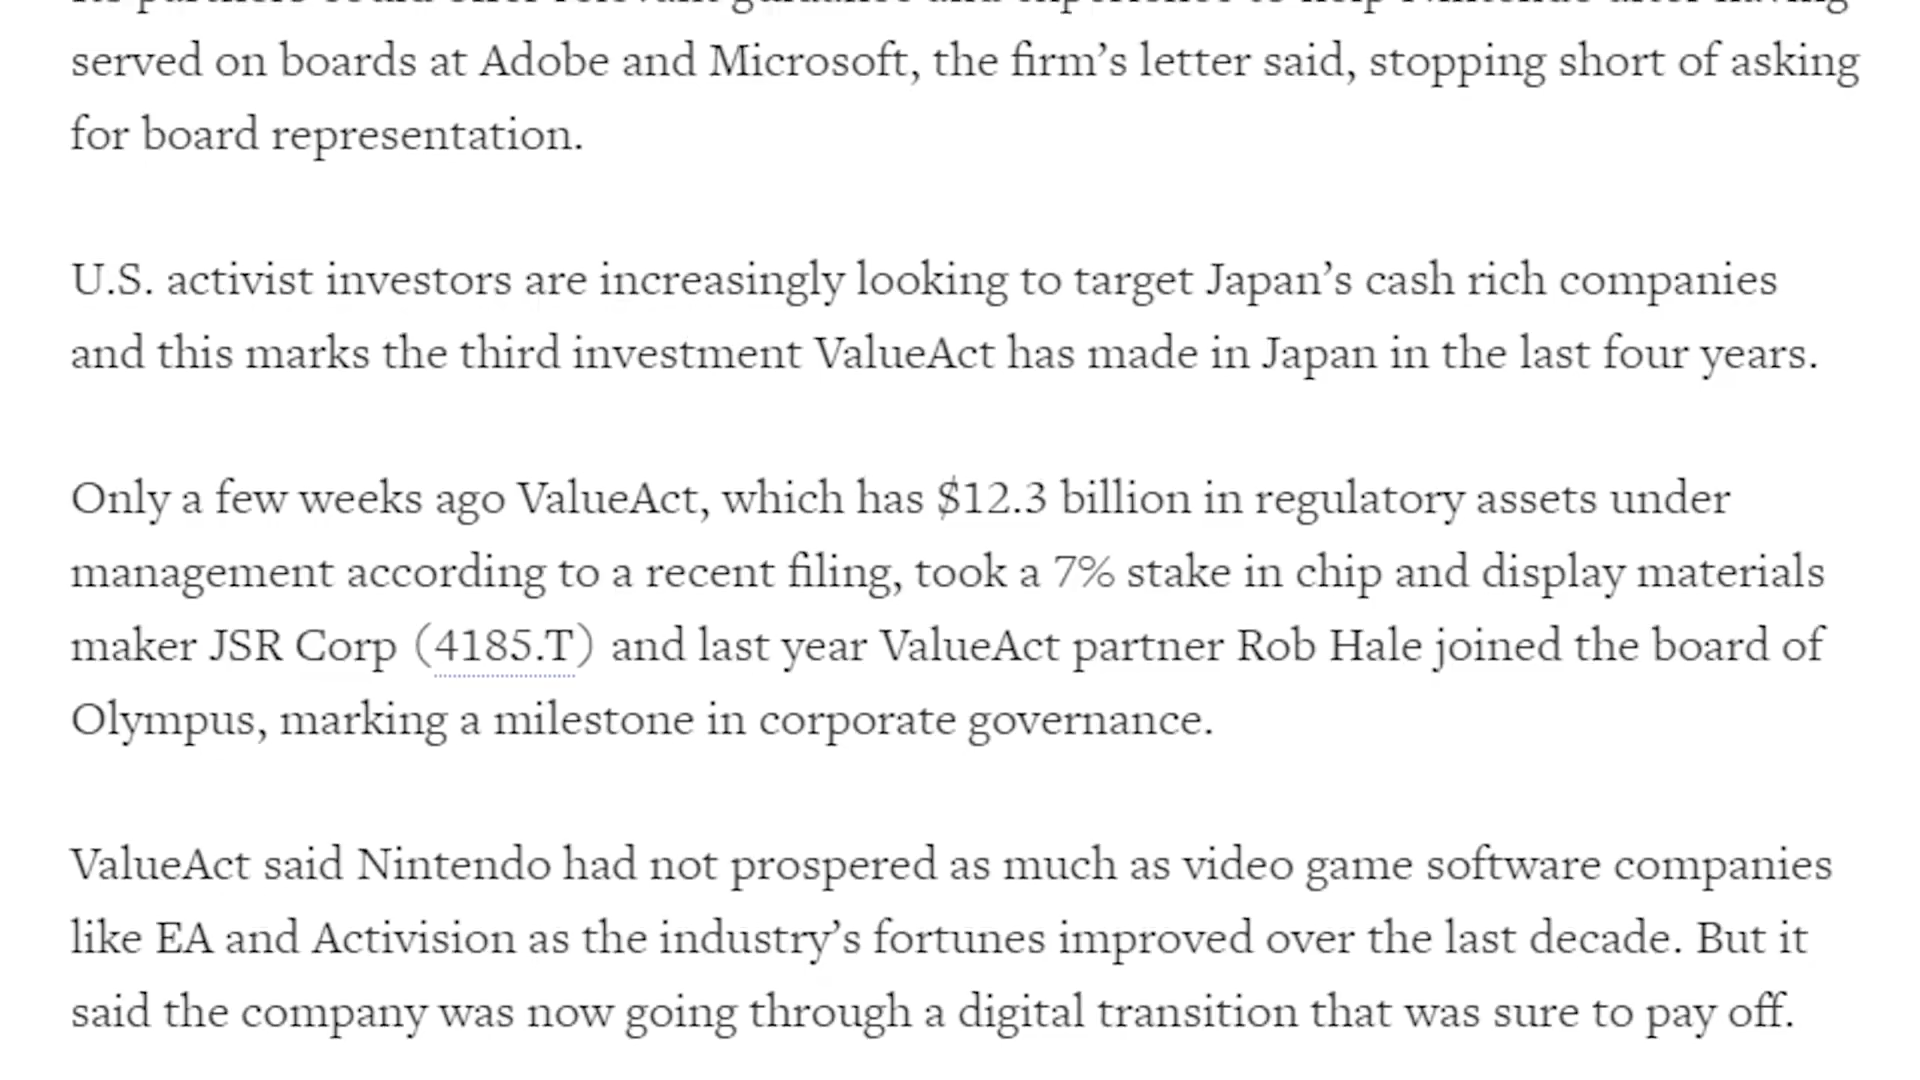 served on boards at Adobe and Microsoft, the firm’s letter said, stopping short of asking
for board representation.
U.S. activist investors are increasingly looking to target Japan’s cash rich companies
and this marks the third investment ValueAct has made in Japan in the last four years.
Only a few weeks ago ValueAct, which has $12.3 billion in regulatory assets under
management according to a recent filing, took a 7% stake in chip and display materials
maker JSR Corp (4185.T) and last year ValueAct partner Rob Hale joined the board of
Olympus, marking a milestone in corporate governance.
ValueAct said Nintendo had not prospered as much as video game software companies
like EA and Activision as the industry’s fortunes improved over the last decade. But it
said the company was now going through a digital transition that was sure to pay off.